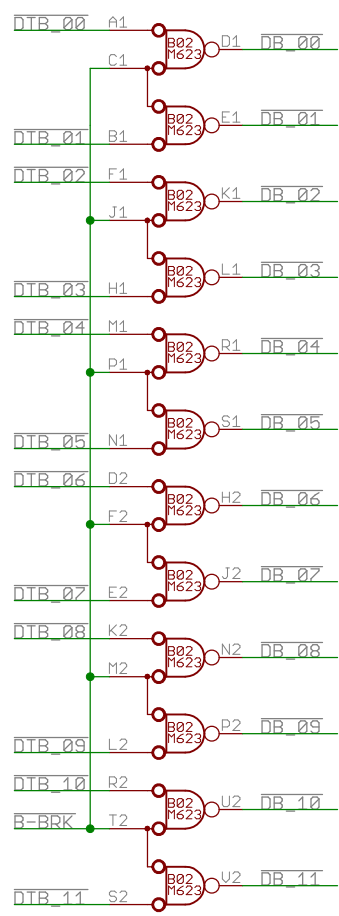 DTB_00 A1 B02 M623 D1 DB_00
C1
B02 M623 E1 DB_01
DTB_01 B1
DTB_02 F1 B02 M623 K1 DB_02
J1
B02 M623 L1 DB_03
DTB_03 H1
DTB_04 M1 B02 M623 R1 DB_04
P1
B02 M623 S1 DB_05
DTB_05 N1
DTB_06 D2 B02 M623 H2 DB_06
F2
B02 M623 J2 DB_07
DTB_07 E2
DTB_08 K2 B02 M623 N2 DB_08
M2
B02 M623 P2 DB_09
DTB_09 L2
DTB_10 R2 B02 M623 U2 DB_10
B-BRK T2
B02 M623 V2 DB_11
DTB_11 S2